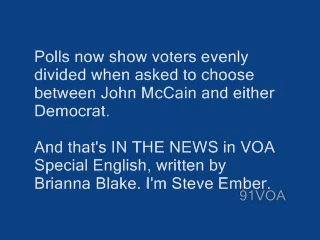 Polls now show voters evenly
divided when asked to choose
between John McCain and either
Democrat.
And that's IN THE NEWS in VOA
Special English, written by
Brianna Blake. I'm Steve Ember.
91VOA